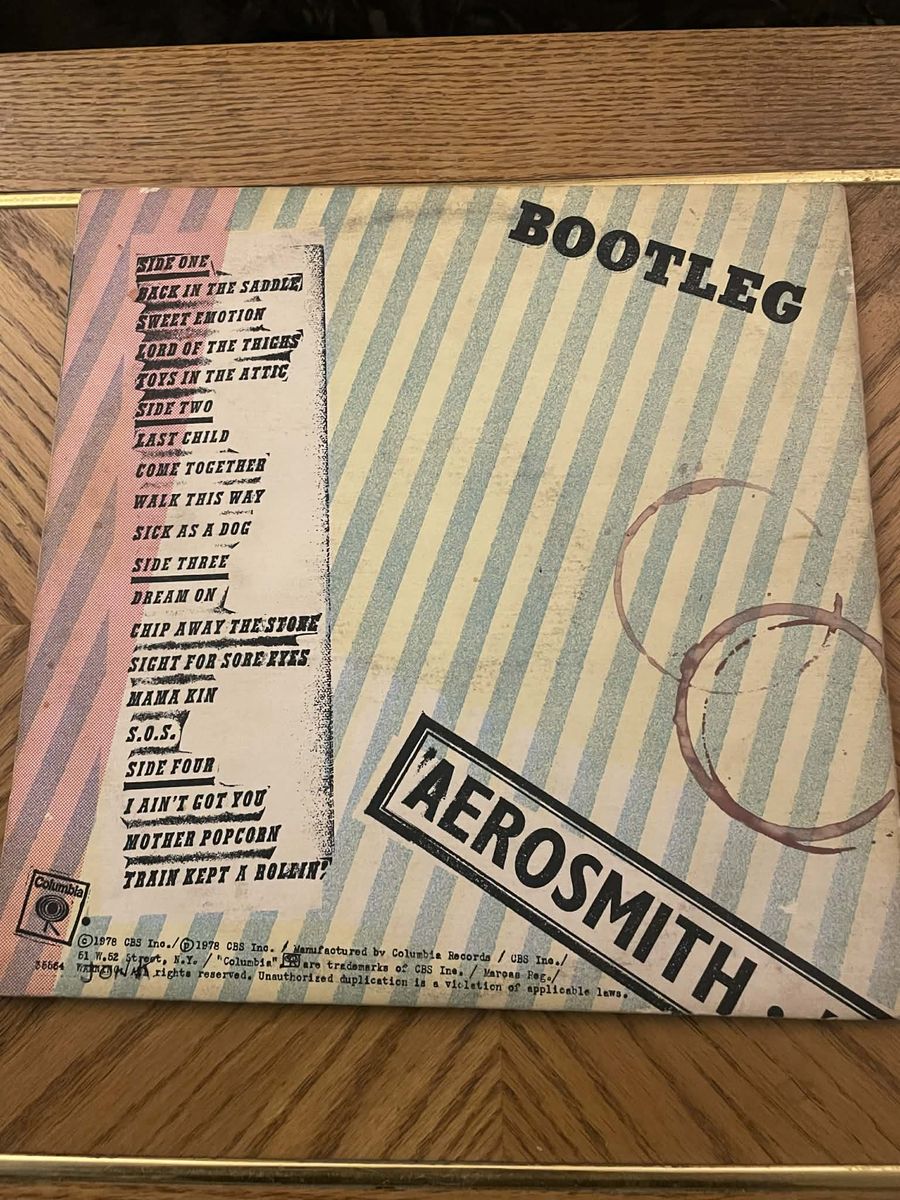 BOOTLEG
SIDE ONE
BACK IN THE SADDLE
SWEET EMOTION
LORD OF THE THIGHS
TOYS IN THE ATTIC
SIDE TWO
LAST CHILD
COME TOGETHER
WALK THIS WAY
SICK AS A DOG
SIDE THREE
DREAM ON
CHIP AWAY THE STONE
SIGHT FOR SORE EYES
MAMA KIN
S.O.S.
SIDE FOUR
I AIN'T GOT YOU
MOTHER POPCORN
TRAIN KEPT A ROLLIN'
AEROSMITH •
Columbia
©1978 CBS Inc./℗1978 CBS Inc. / Manufactured by Columbia Records / CBS Inc./
51 W.52 Street, N.Y. / "Columbia", are trademarks of CBS Inc. / Marcas Reg./
35564 All rights reserved. Unauthorized duplication is a violation of applicable laws.